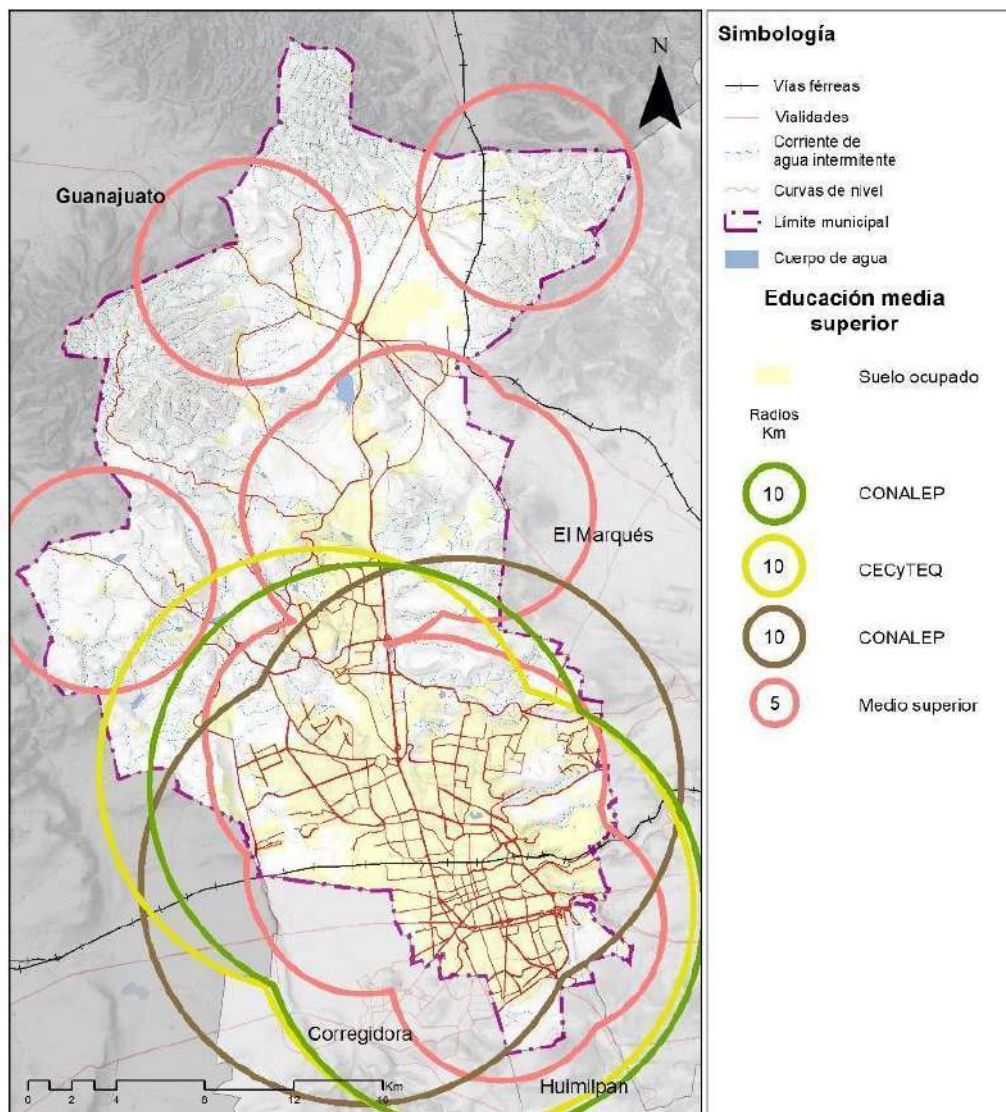 N
Guanajuato
El Marqués
Corregidora
Huimilpan
Km
0 2 4 8 12 16
Simbología
Vías férreas
Vialidades
Corriente de
agua intermitente
Curvas de nivel
Límite municipal
Cuerpo de agua
Educación media
superior
Suelo ocupado
Radios
Km
10 CONALEP
10 CECyTEQ
10 CONALEP
5 Medio superior